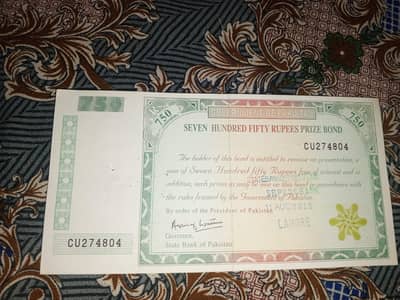 750
750
750
SEVEN HUNDRED FIFTY RUPEES PRIZE BOND
CU274804
The holder of this bond is entitled to receive on presentation, a
sum of Seven Hundred fifty Rupees free of interest and in
addition, such prizes as may be won on this bond in accordance with
the rules framed by the Government of Pakistan.
By order of the President of Pakistan.
LAHORE
CU274804
Governor,
State Bank of Pakistan